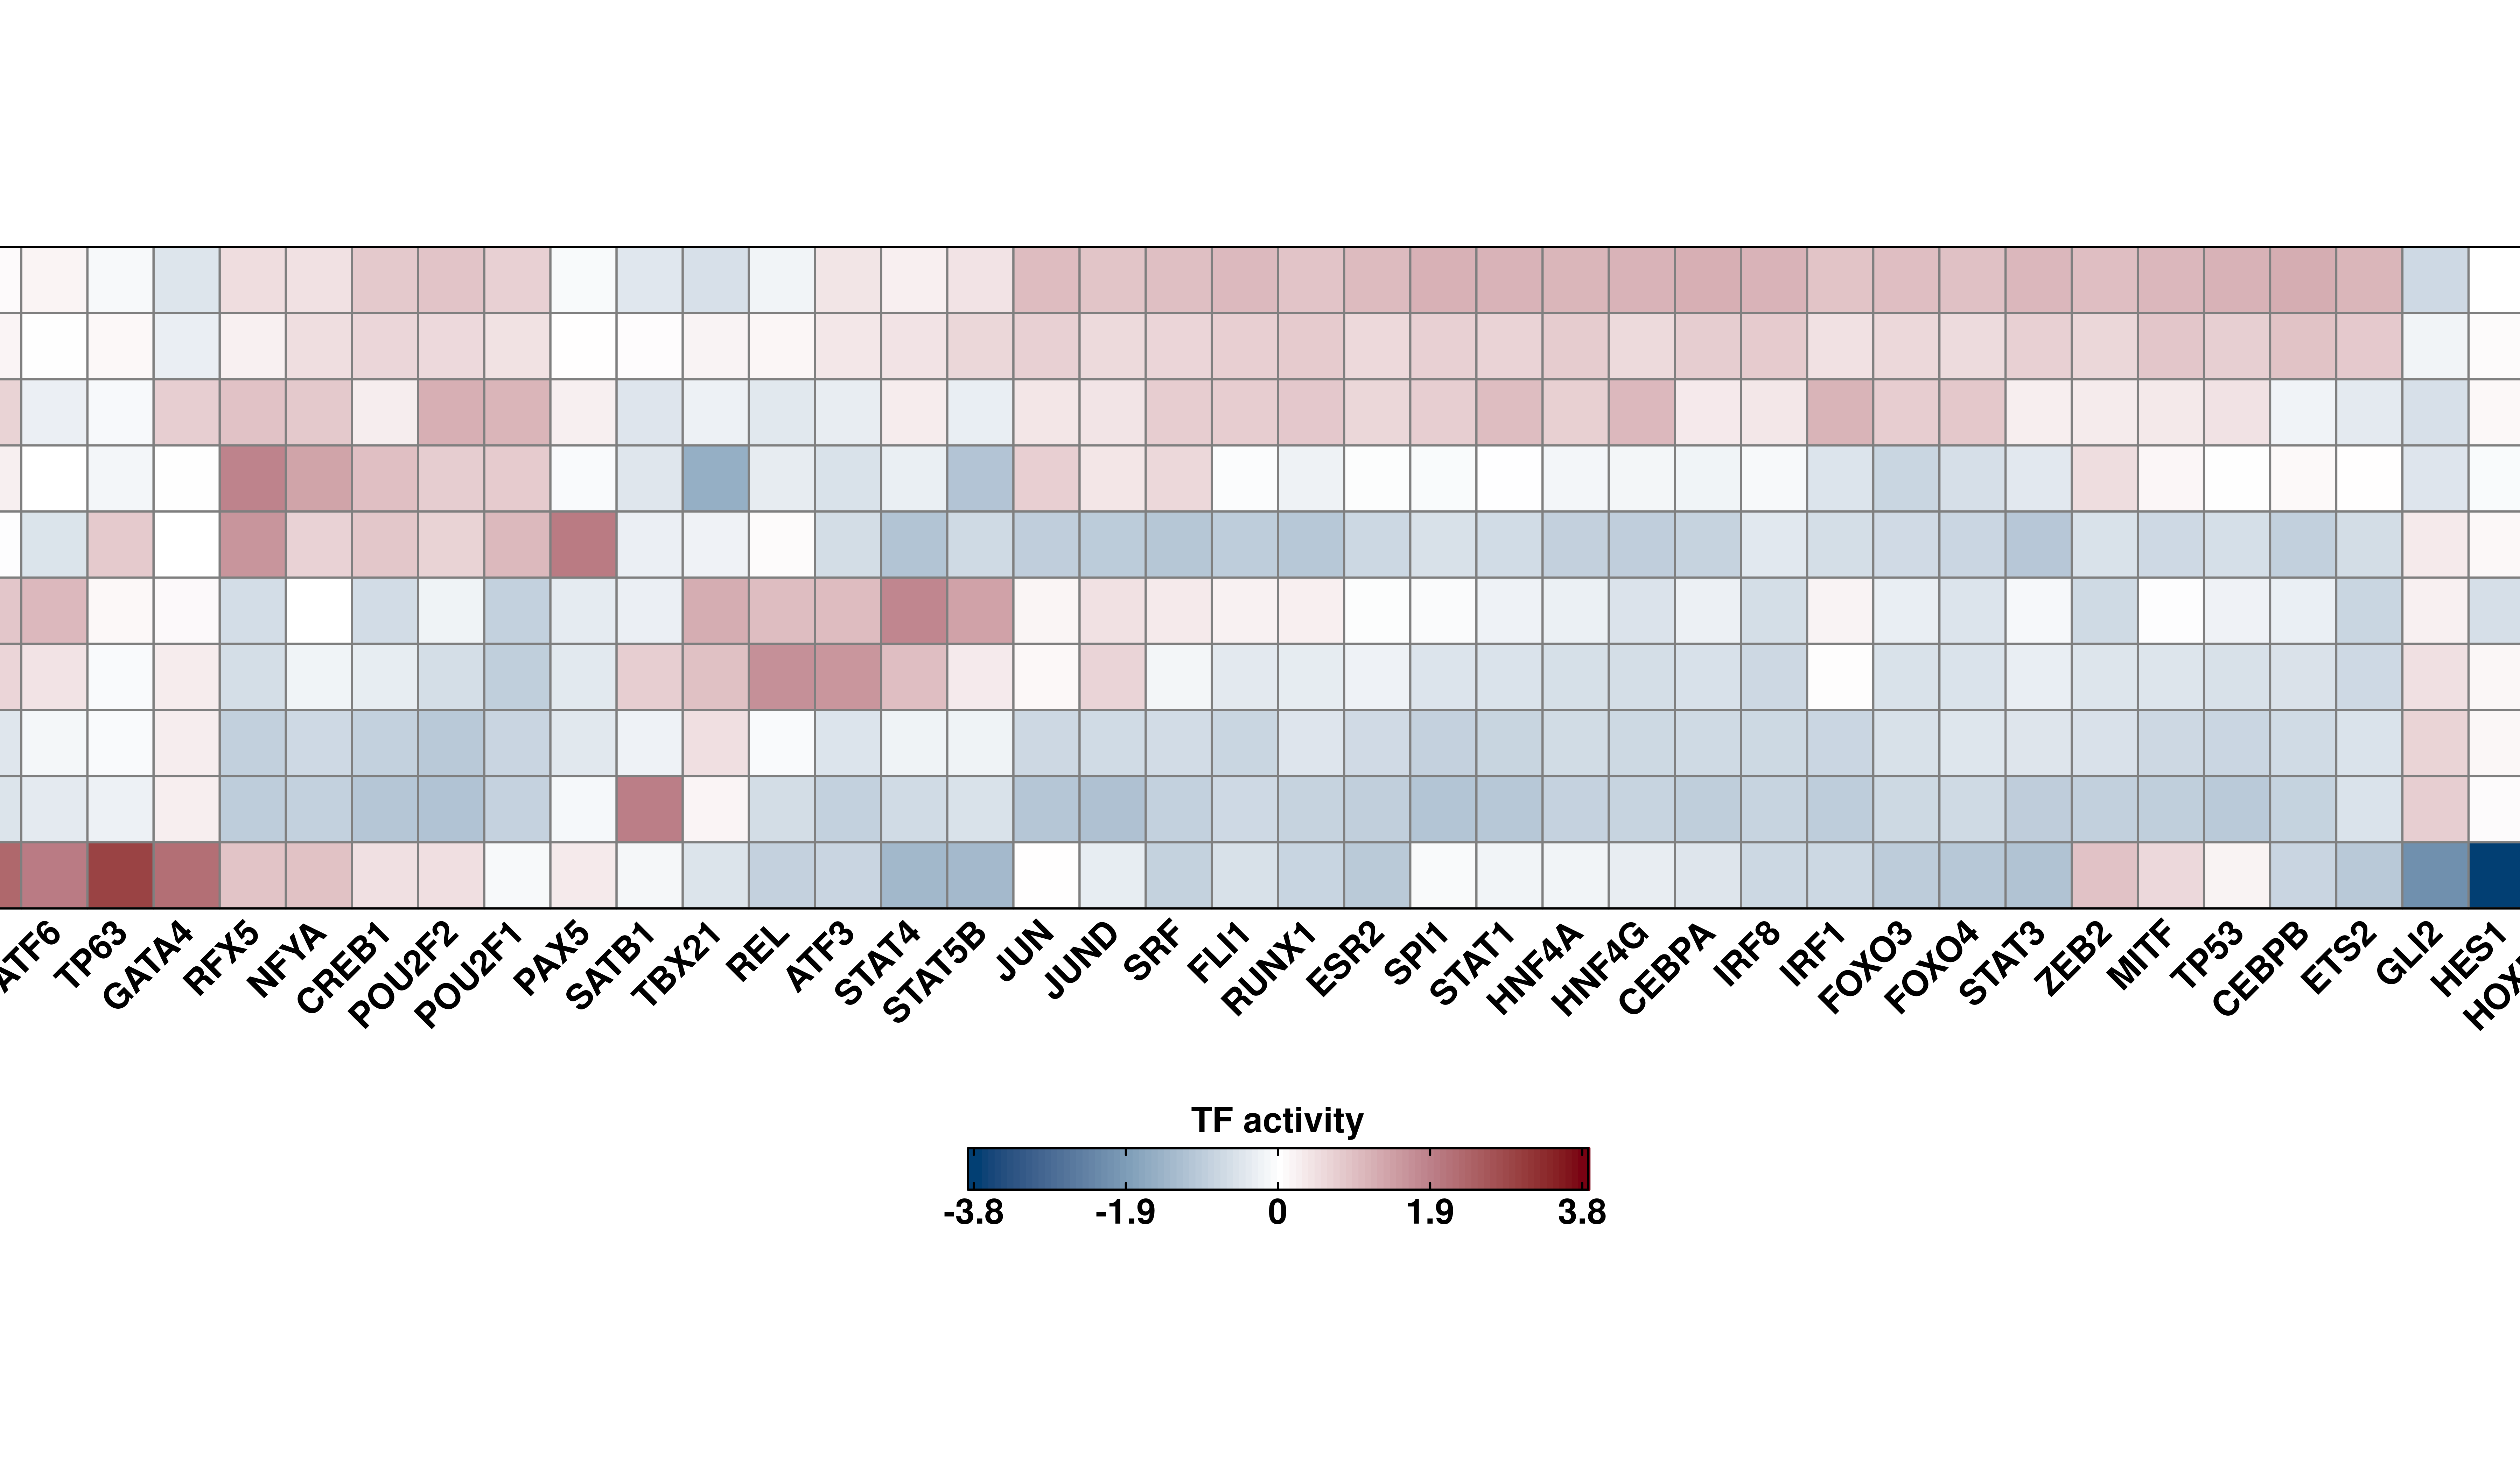 ATF6
TP63
GATA4
RFX5
NFYA
CREB1
POU2F2
POU2F1
PAX5
SATB1
TBX21
REL
ATF3
STAT4
STAT5B
JUN
JUND
SRF
FLI1
RUNX1
ESR2
SPI1
STAT1
HNF4A
HNF4G
CEBPA
IRF8
IRF1
FOXO3
FOXO4
STAT3
ZEB2
MITF
TP53
CEBPB
ETS2
GLI2
HES1
TF activity
-3.8 -1.9 0 1.9 3.8